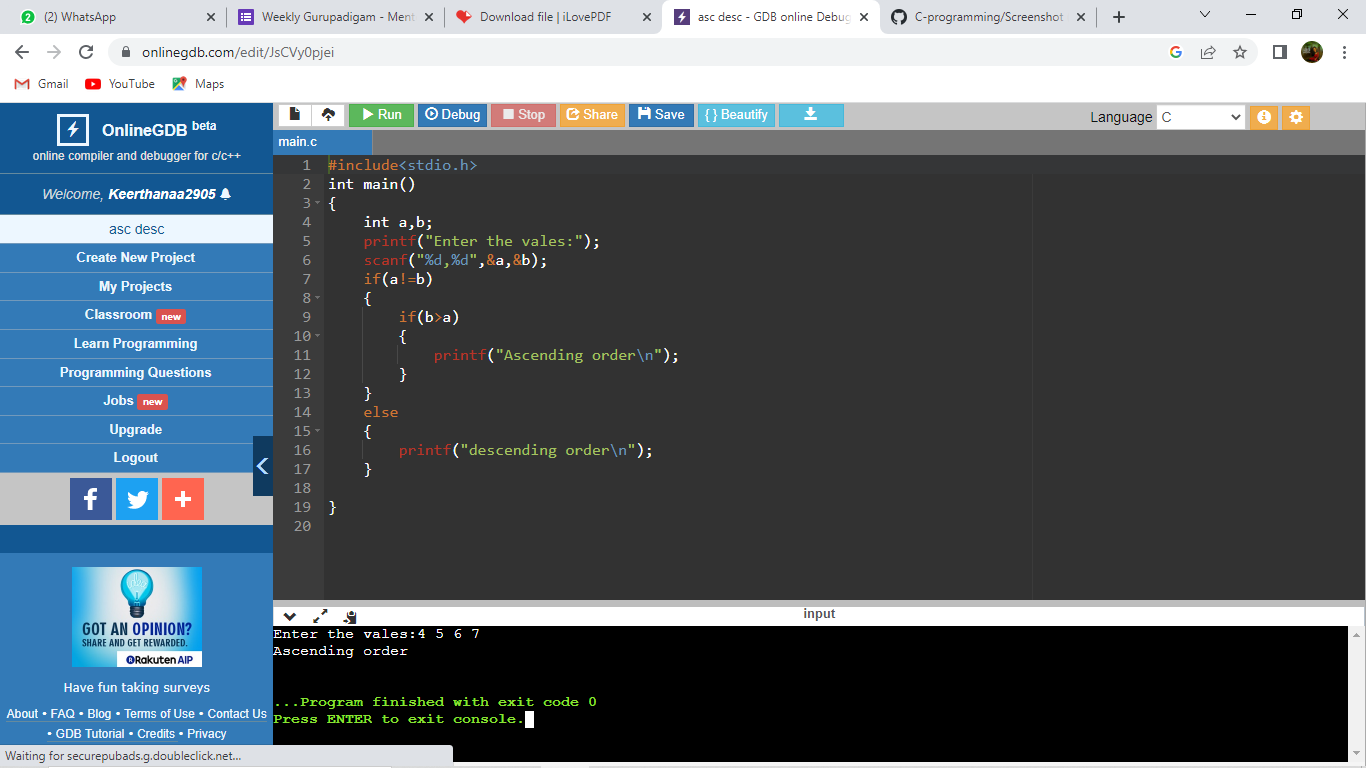 (2) WhatsApp
Weekly Gurupadigam - Ment
Download file | iLovePDF
asc desc - GDB online Debug
C-programming/Screenshot
onlinegdb.com/edit/JsCVy0pjei
Gmail YouTube Maps
OnlineGDB beta
online compiler and debugger for c/c++
Welcome, Keerthanaa2905
asc desc
Create New Project
My Projects
Classroom new
Learn Programming
Programming Questions
Jobs new
Upgrade
Logout
GOT AN OPINION?
SHARE AND GET REWARDED.
Rakuten AIP
Have fun taking surveys
About • FAQ • Blog • Terms of Use • Contact Us
• GDB Tutorial • Credits • Privacy
Waiting for securepubads.g.doubleclick.net...
Run Debug Stop Share Save { } Beautify
Language C
main.c
1 #include<stdio.h>
2 int main()
3 {
4     int a,b;
5     printf("Enter the vales:");
6     scanf("%d,%d",&a,&b);
7     if(a!=b)
8     {
9         if(b>a)
10         {
11             printf("Ascending order\n");
12         }
13     }
14     else
15     {
16         printf("descending order\n");
17     }
18
19 }
20
input
Enter the vales:4 5 6 7
Ascending order
...Program finished with exit code 0
Press ENTER to exit console.